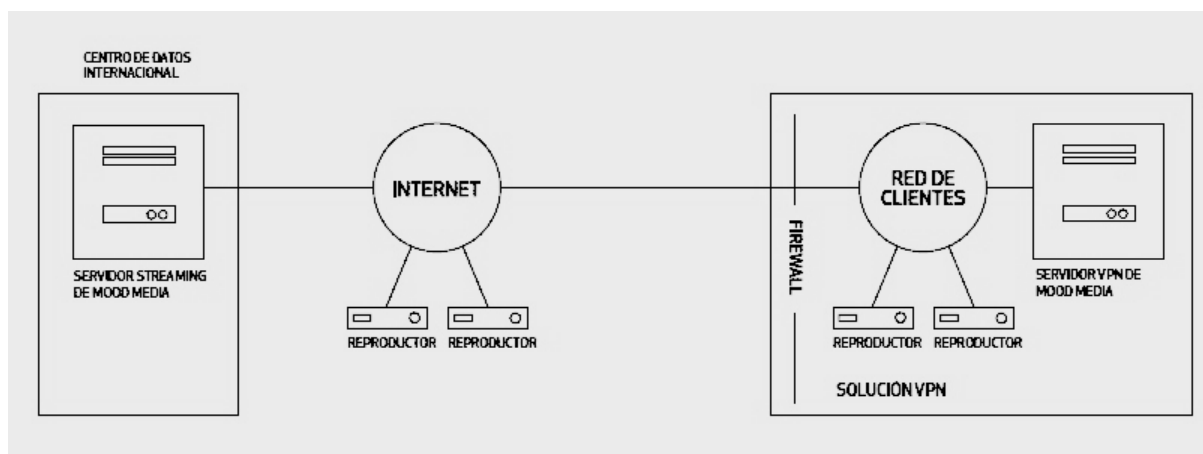 CENTRO DE DATOS
INTERNACIONAL
SERVIDOR STREAMING
DE MOOD MEDIA
INTERNET
REPRODUCTOR
REPRODUCTOR
FIREWALL
RED DE
CLIENTES
REPRODUCTOR
REPRODUCTOR
SERVIDOR VPN DE
MOOD MEDIA
SOLUCIÓN VPN